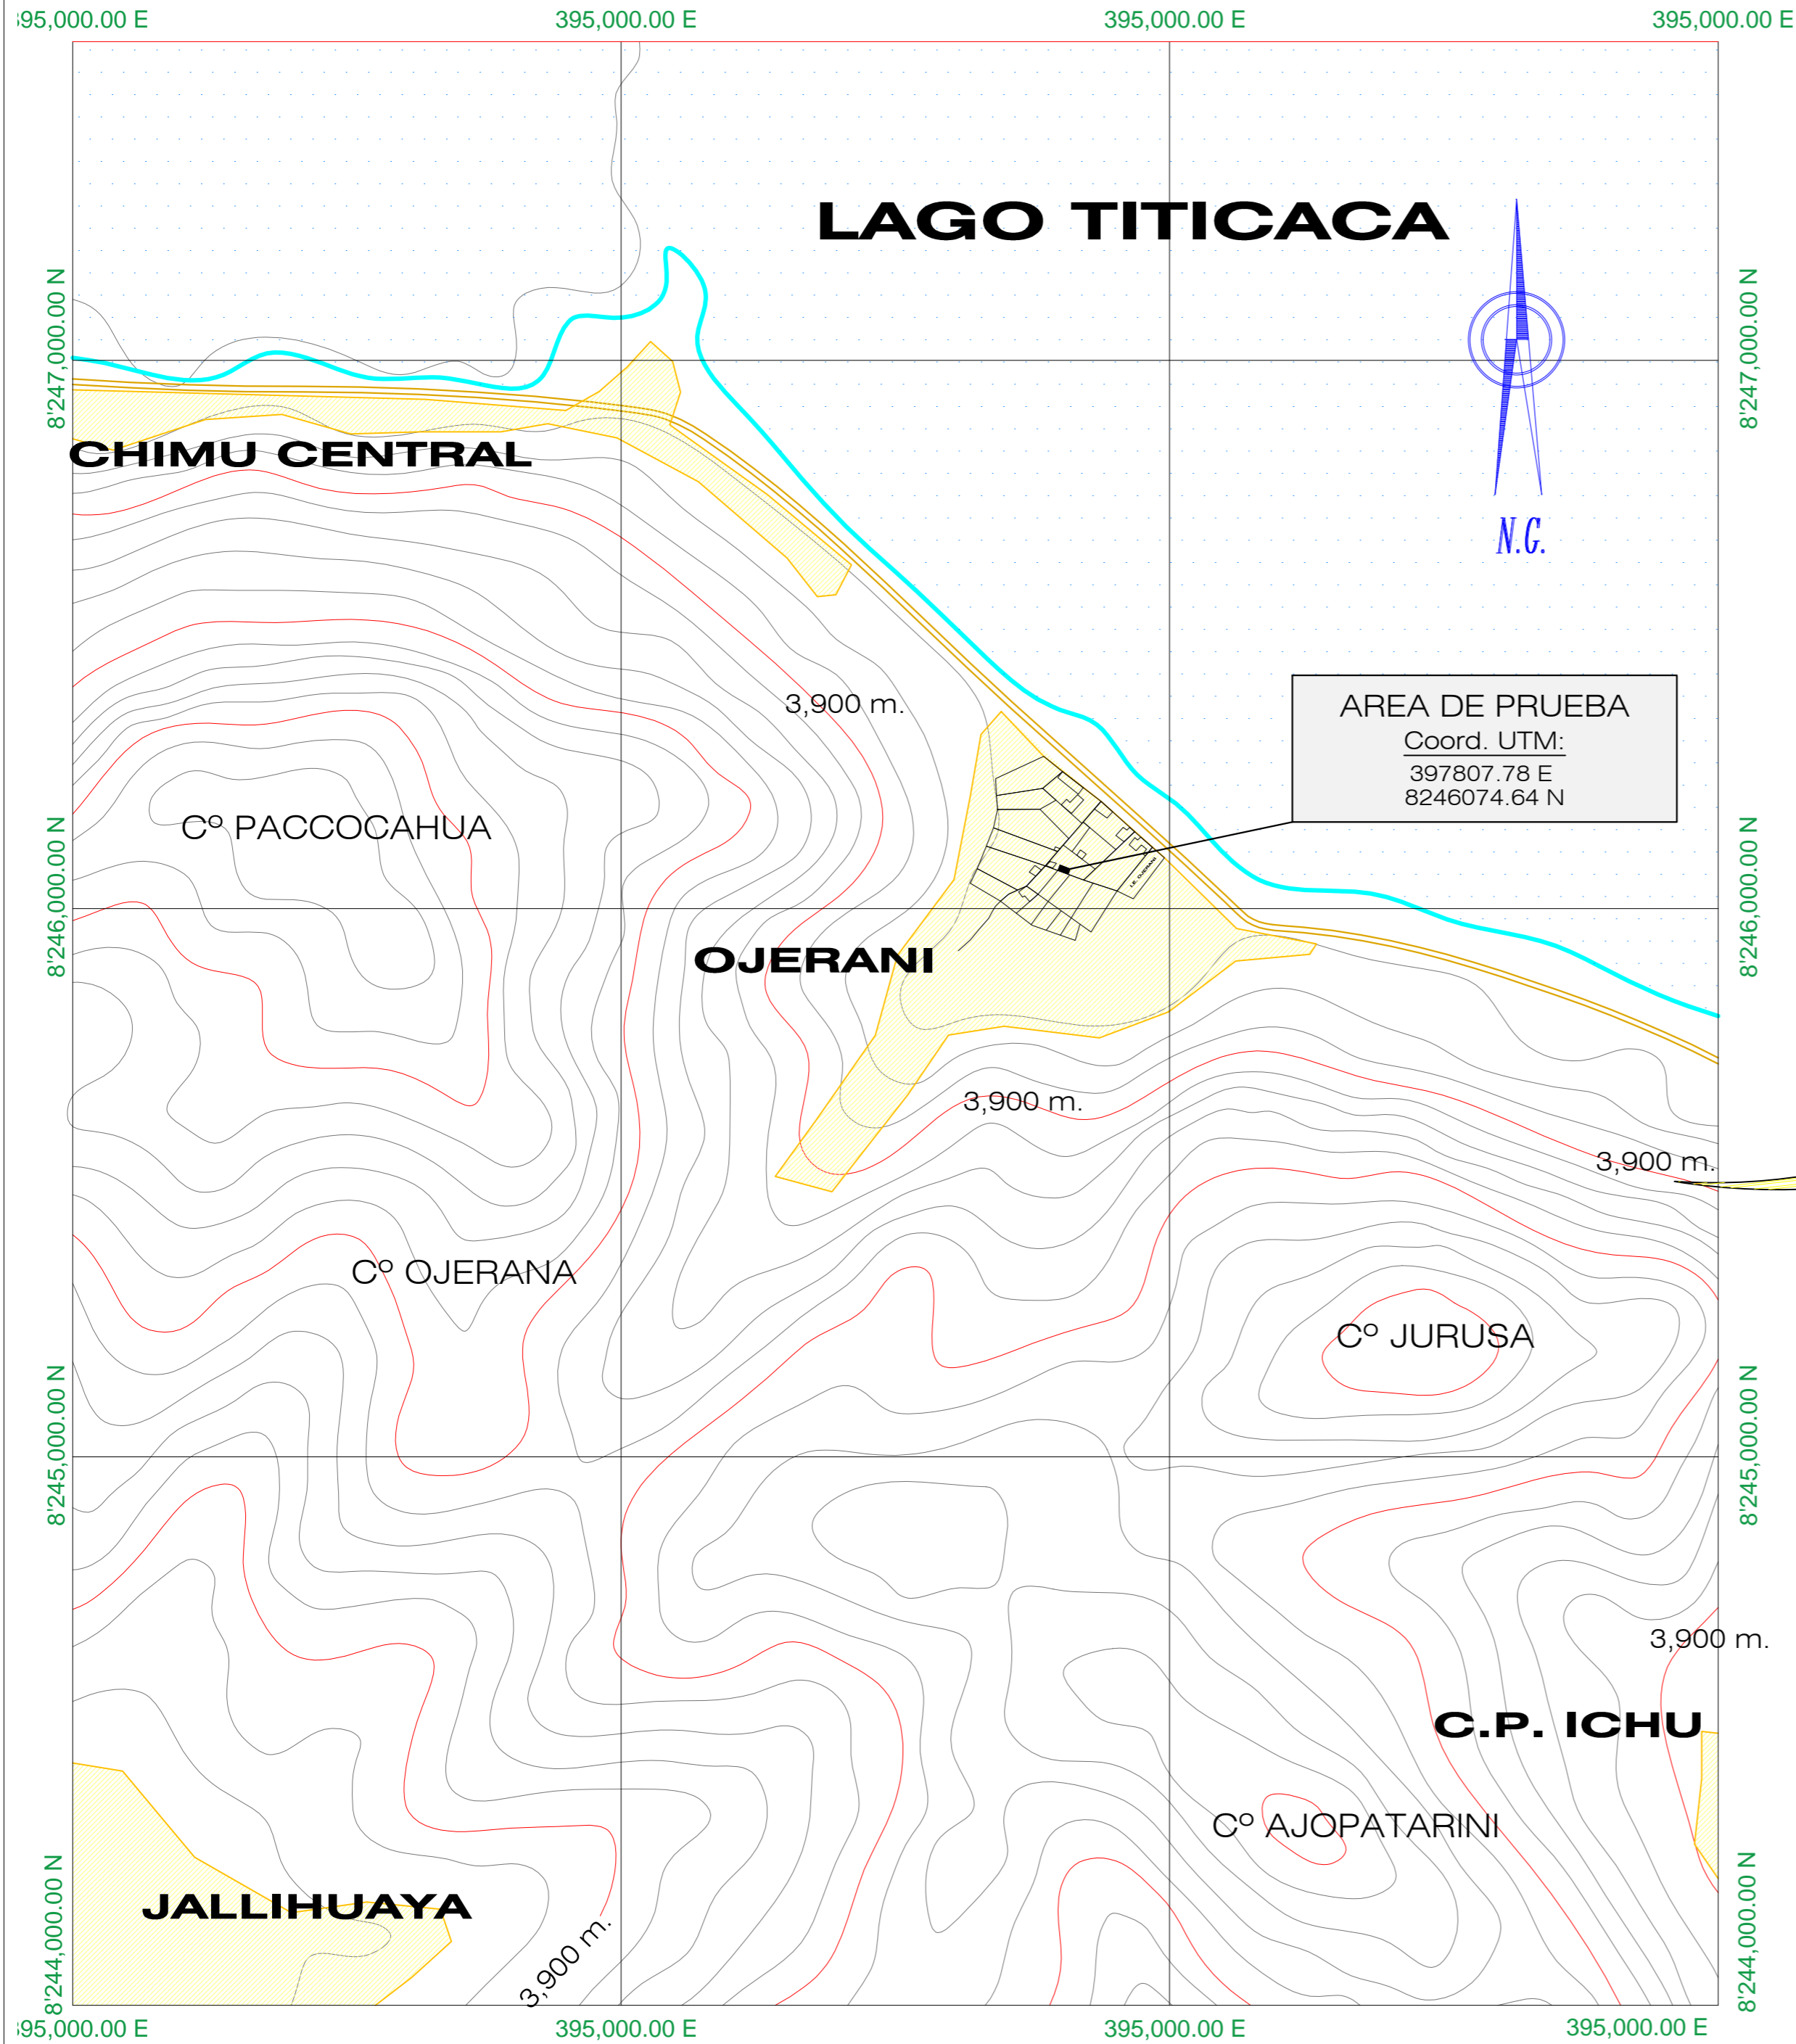 395,000.00 E
395,000.00 E
395,000.00 E
395,000.00 E
LAGO TITICACA
8'247,000.00 N
8'247,000.00 N
CHIMU CENTRAL
N.G.
3,900 m.
AREA DE PRUEBA
Coord. UTM:
397807.78 E
8246074.64 N
Cº PACCOCAHUA
I.E. OJERANI
8'246,000.00 N
8'246,000.00 N
OJERANI
3,900 m.
3,900 m.
Cº OJERANA
Cº JURUSA
8'245,000.00 N
8'245,000.00 N
3,900 m.
C.P. ICHU
Cº AJOPATARINI
JALLIHUAYA
3,900 m.
8'244,000.00 N
8'244,000.00 N
395,000.00 E
395,000.00 E
395,000.00 E
395,000.00 E